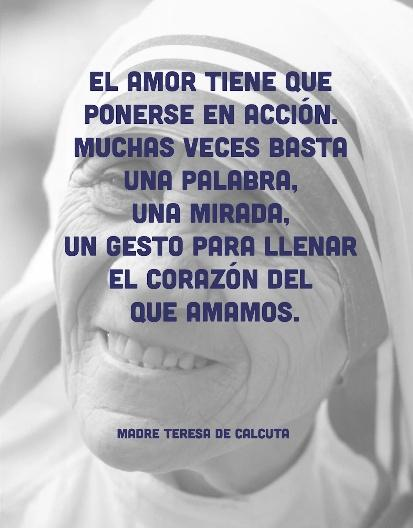 EL AMOR TIENE QUE
PONERSE EN ACCIÓN.
MUCHAS VECES BASTA
UNA PALABRA,
UNA MIRADA,
UN GESTO PARA LLENAR
EL CORAZÓN DEL
QUE AMAMOS.
MADRE TERESA DE CALCUTA